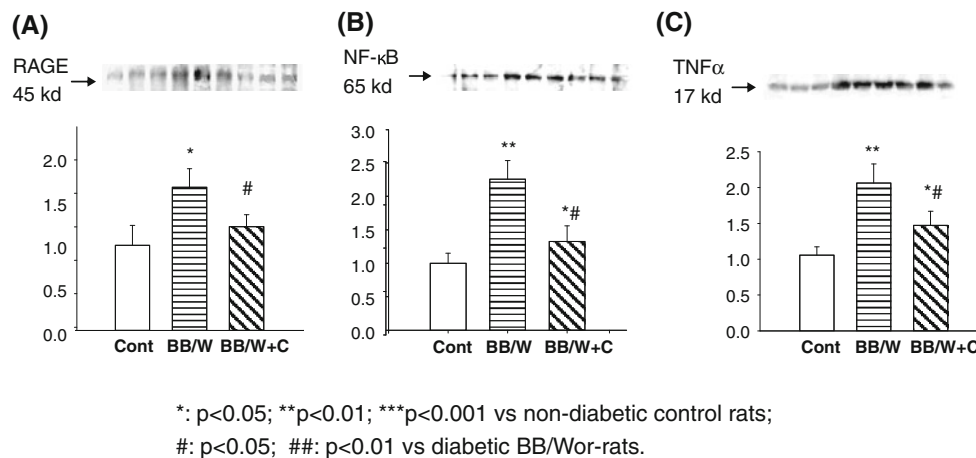 (A)
RAGE
45 kd
2.0
1.5
1.0
0.5
0.0
*
#
Cont BB/W BB/W+C
(B)
NF-κB
65 kd
3.0
2.5
2.0
1.5
1.0
0.5
0.0
**
*#
Cont BB/W BB/W+C
(C)
TNFα
17 kd
2.5
2.0
1.5
1.0
0.5
0.0
**
*#
Cont BB/W BB/W+C
*: p<0.05; **p<0.01; ***p<0.001 vs non-diabetic control rats;
#: p<0.05; ##: p<0.01 vs diabetic BB/Wor-rats.